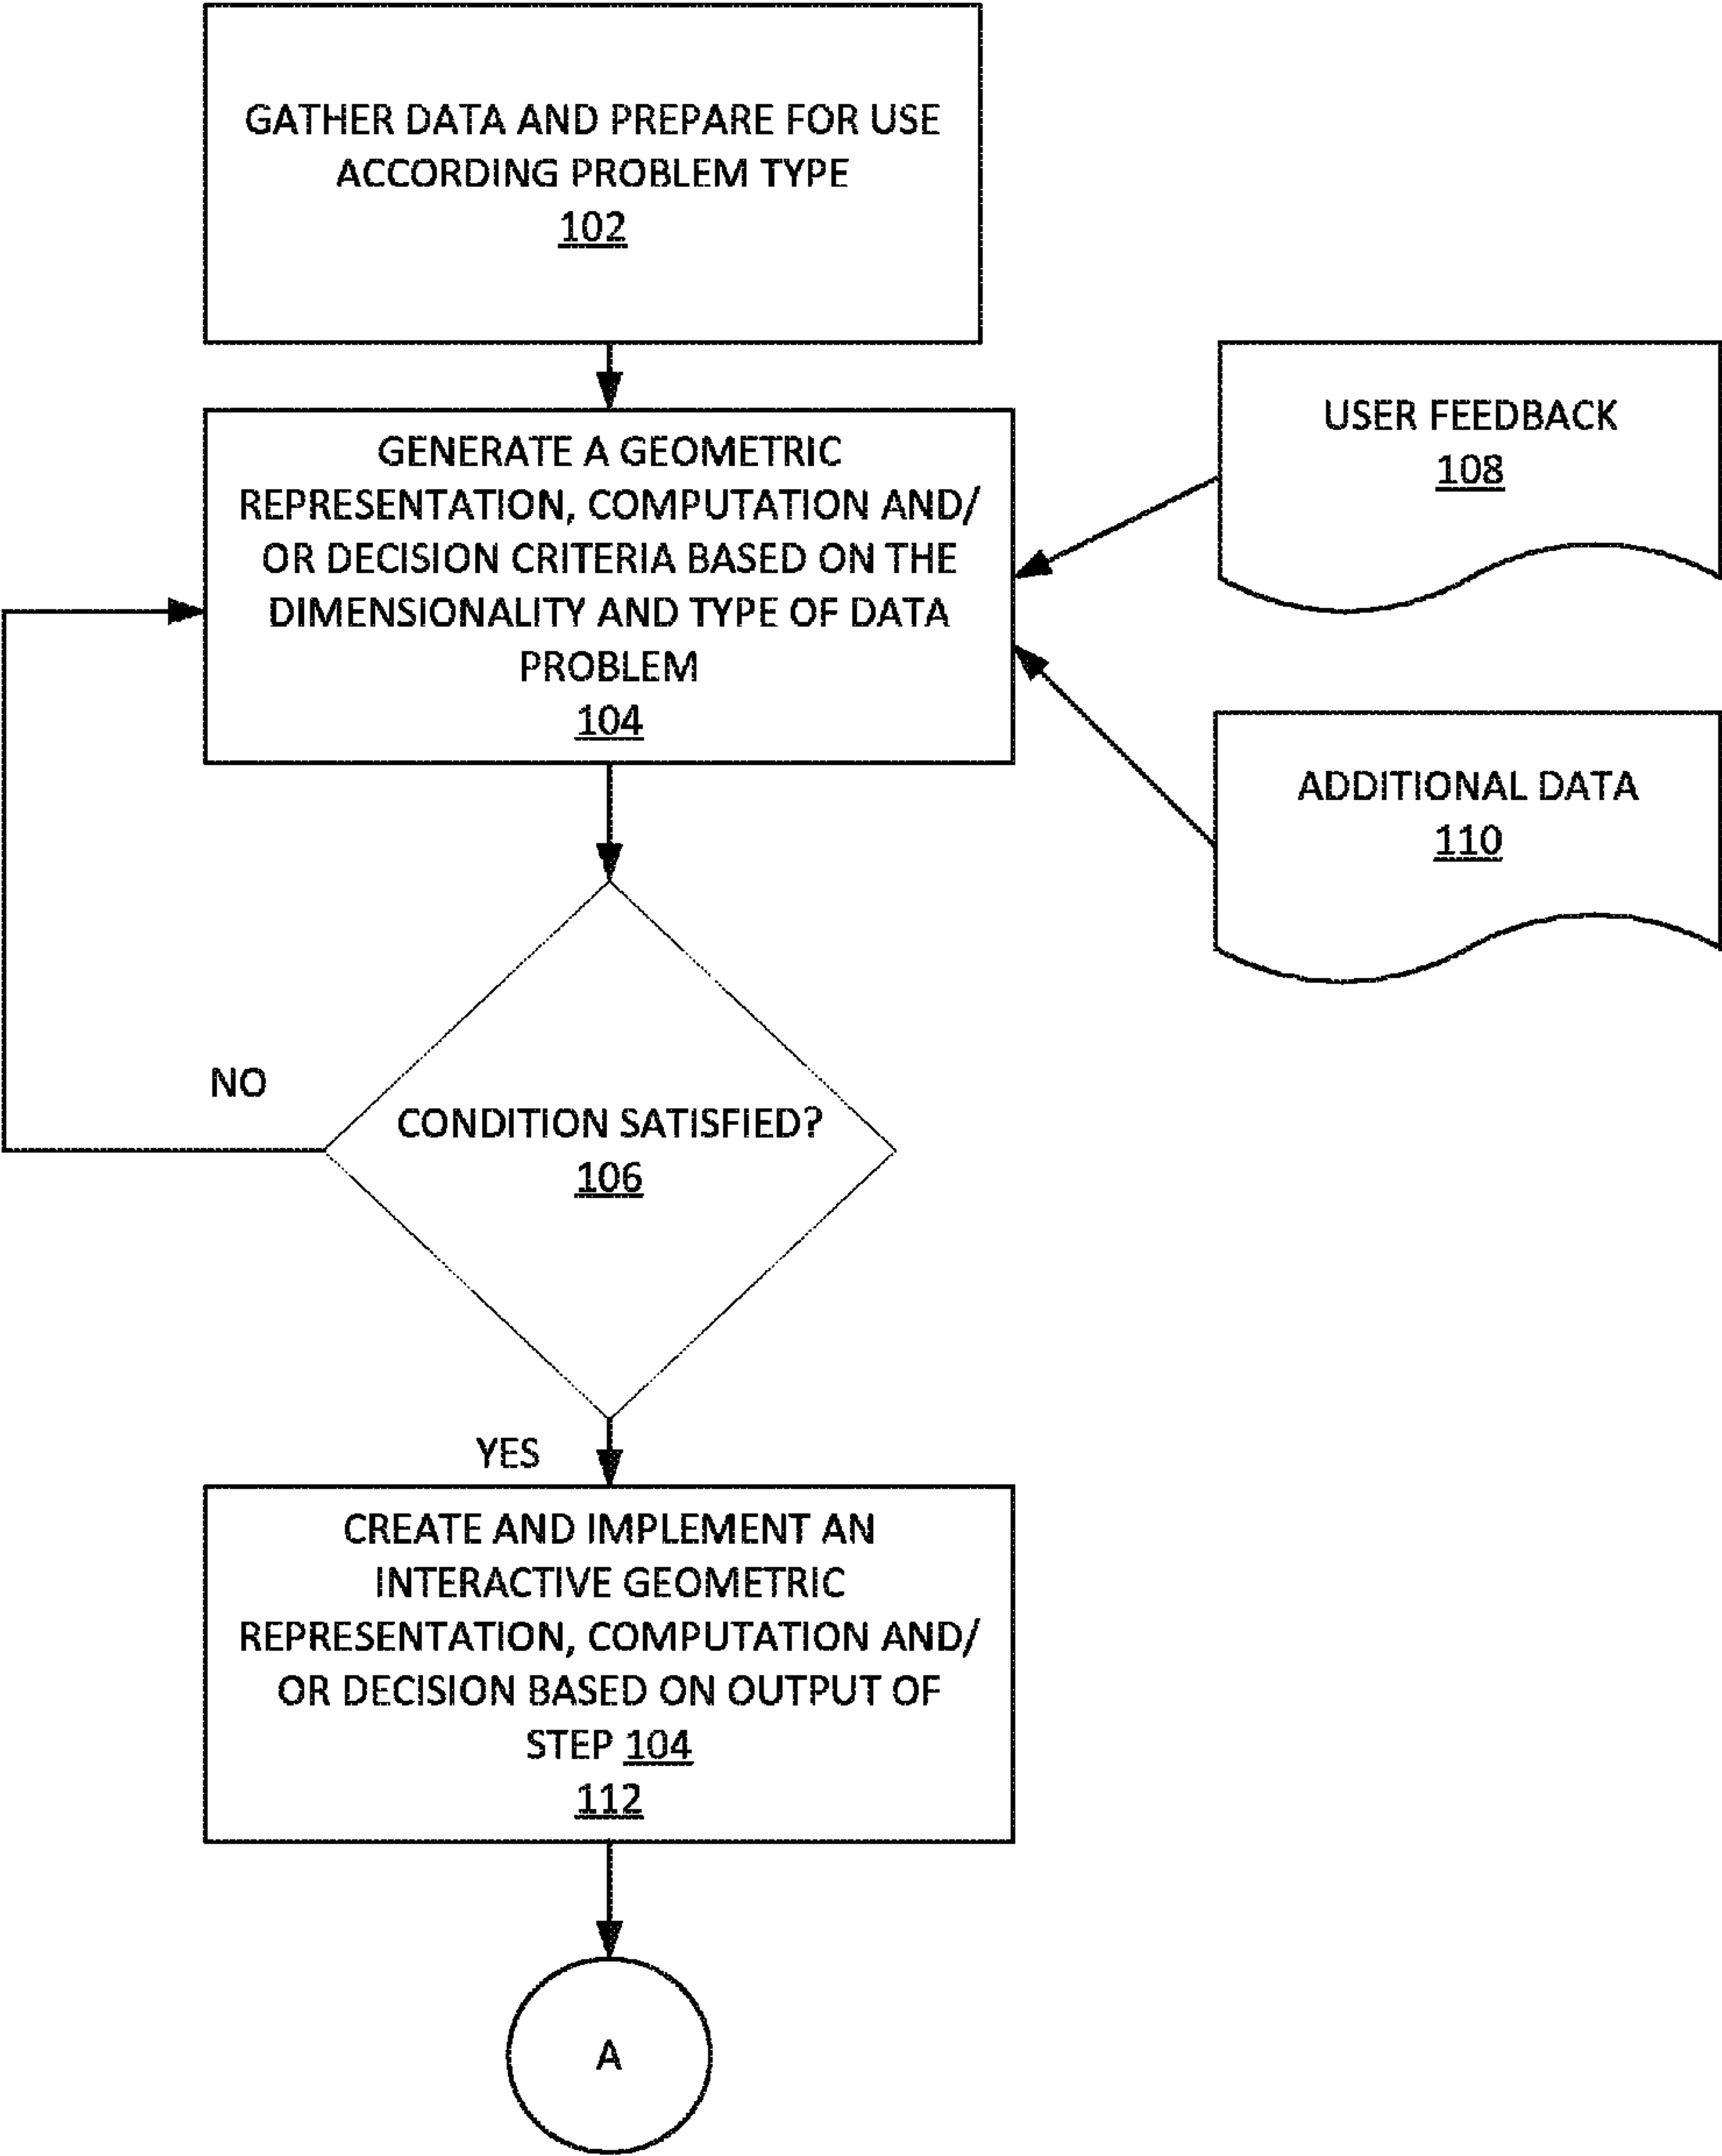 GATHER DATA AND PREPARE FOR USE
ACCORDING PROBLEM TYPE
102
GENERATE A GEOMETRIC
REPRESENTATION, COMPUTATION AND/
OR DECISION CRITERIA BASED ON THE
DIMENSIONALITY AND TYPE OF DATA
PROBLEM
104
USER FEEDBACK
108
ADDITIONAL DATA
110
NO
CONDITION SATISFIED?
106
YES
CREATE AND IMPLEMENT AN
INTERACTIVE GEOMETRIC
REPRESENTATION, COMPUTATION AND/
OR DECISION BASED ON OUTPUT OF
STEP 104
112
A